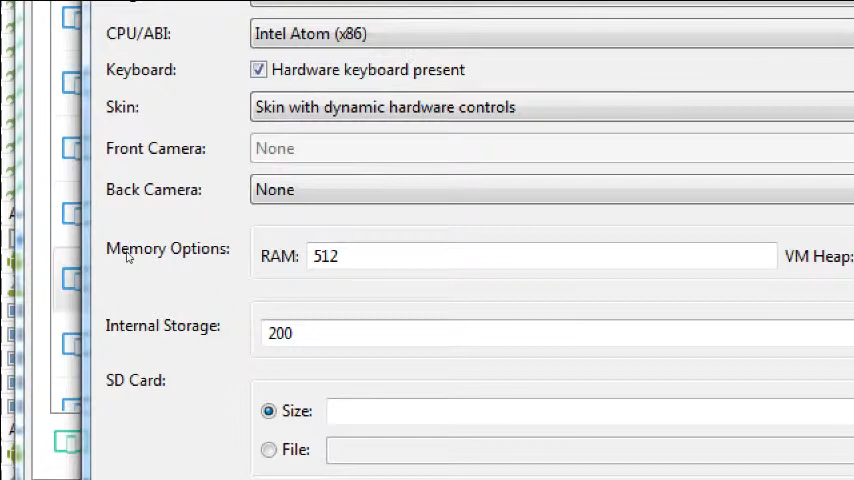 CPU/ABI: Intel Atom (x86)
Keyboard: Hardware keyboard present
Skin: Skin with dynamic hardware controls
Front Camera: None
Back Camera: None
Memory Options: RAM: 512 VM Heap:
Internal Storage: 200
SD Card:
Size:
File: